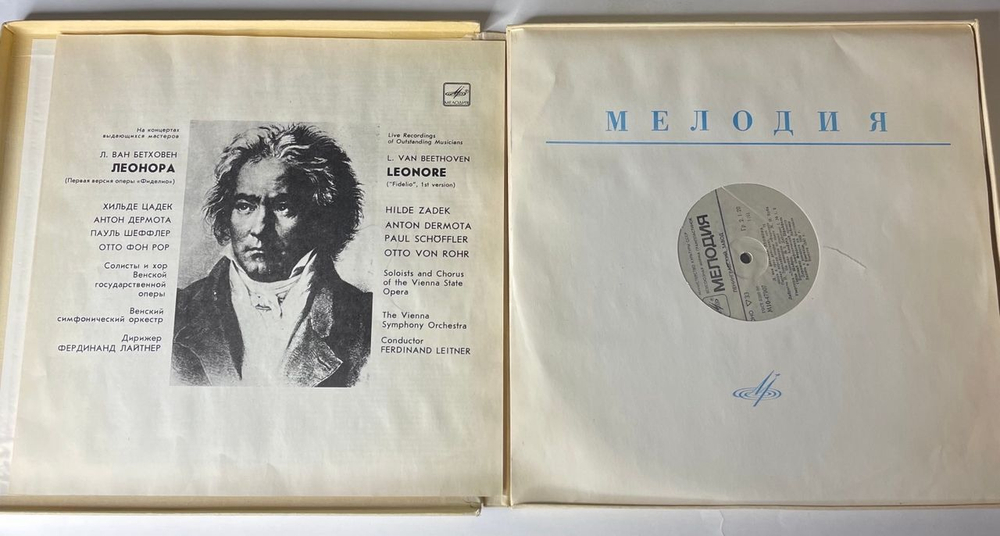 МЕЛОДИЯ
На концертах
выдающихся мастеров
Л. ВАН БЕТХОВЕН
ЛЕОНОРА
(Первая версия оперы «Фиделио»)
ХИЛЬДЕ ЦАДЕК
АНТОН ДЕРМОТА
ПАУЛЬ ШЕФФЛЕР
ОТТО ФОН РОР
Солисты и хор
Венской
государственной
оперы
Венский
симфонический оркестр
Дирижер
ФЕРДИНАНД ЛАЙТНЕР
Live Recordings
of Outstanding Musicians
L. VAN BEETHOVEN
LEONORE
("Fidelio", 1st version)
HILDE ZADEK
ANTON DERMOTA
PAUL SCHÖFFLER
OTTO VON ROHR
Soloists and Chorus
of the Vienna State
Opera
The Vienna
Symphony Orchestra
Conductor
FERDINAND LEITNER
МЕЛОДИЯ
МЕЛОДИЯ
33